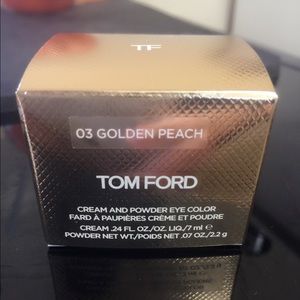 TF
03 GOLDEN PEACH
TOM FORD
CREAM AND POWDER EYE COLOR
FARD À PAUPIÈRES CRÈME ET POUDRE
CREAM .24 FL. OZ./OZ. LIQ./7 ml ℮
POWDER NET WT./POIDS NET .07 OZ./2.2 g